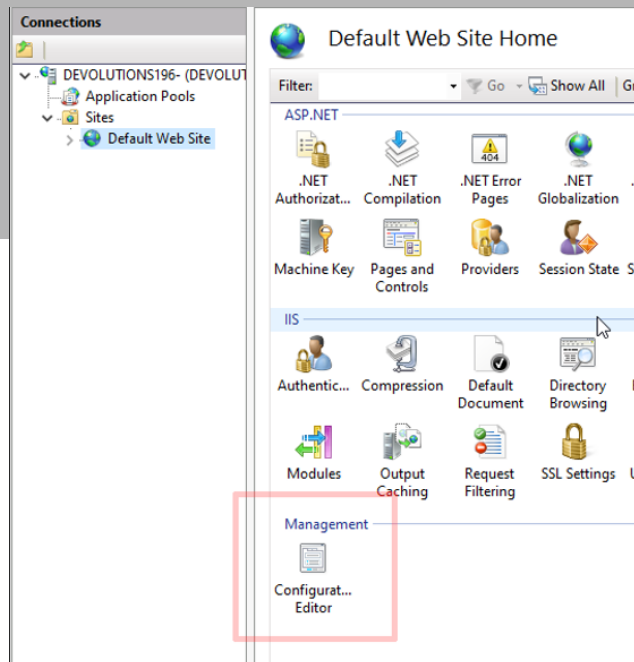 Connections
DEVOLUTIONS196- (DEVOLUT
Application Pools
Sites
Default Web Site
Default Web Site Home
Filter:
Go
Show All
ASP.NET
.NET
Authorizat...
.NET
Compilation
.NET Error
Pages
.NET
Globalization
Machine Key
Pages and
Controls
Providers
Session State
IIS
Authentic...
Compression
Default
Document
Directory
Browsing
Modules
Output
Caching
Request
Filtering
SSL Settings
Management
Configurat...
Editor